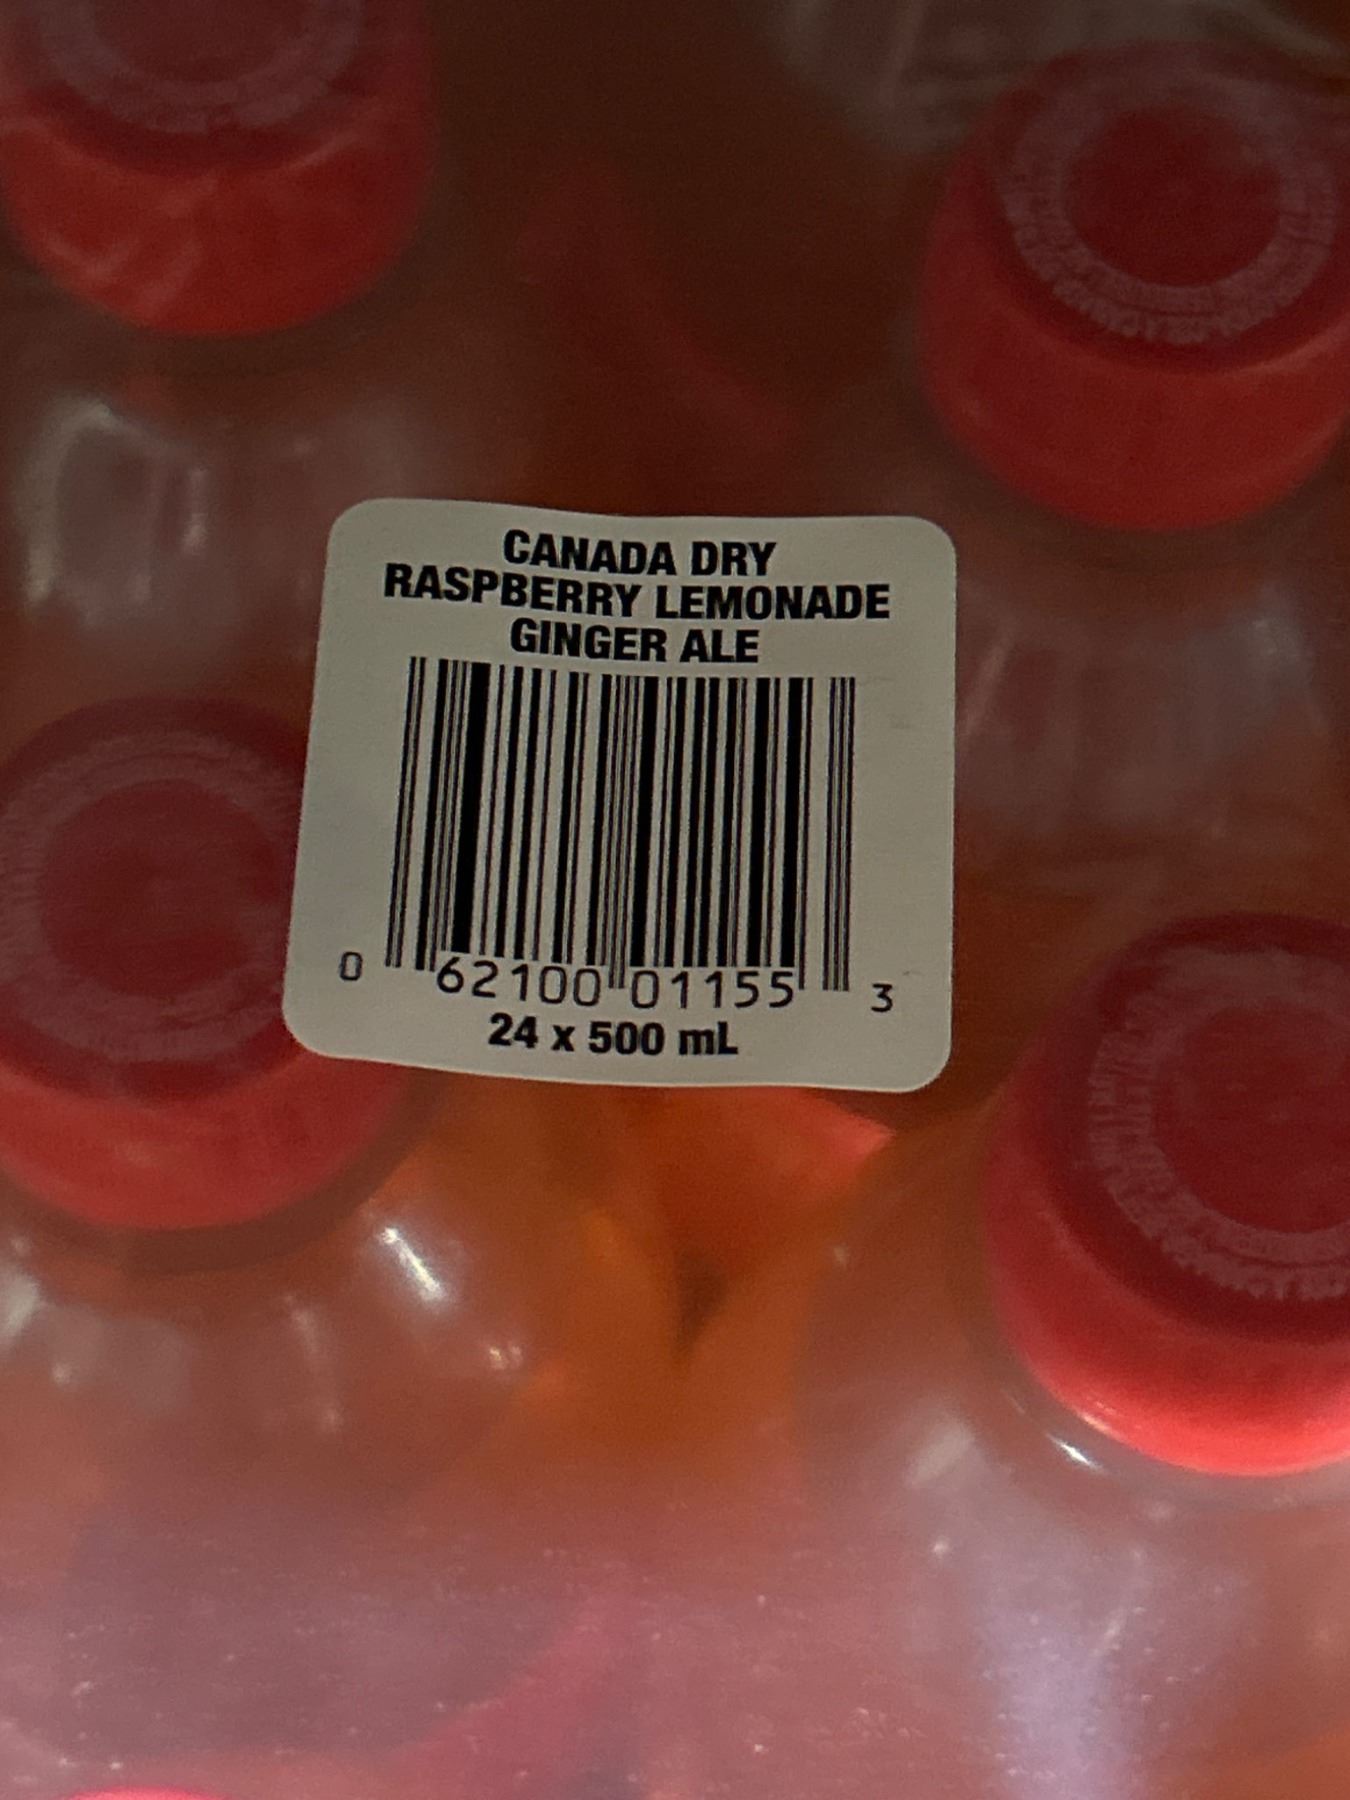 CANADA DRY
RASPBERRY LEMONADE
GINGER ALE
0 62100 01155 3
24 x 500 mL